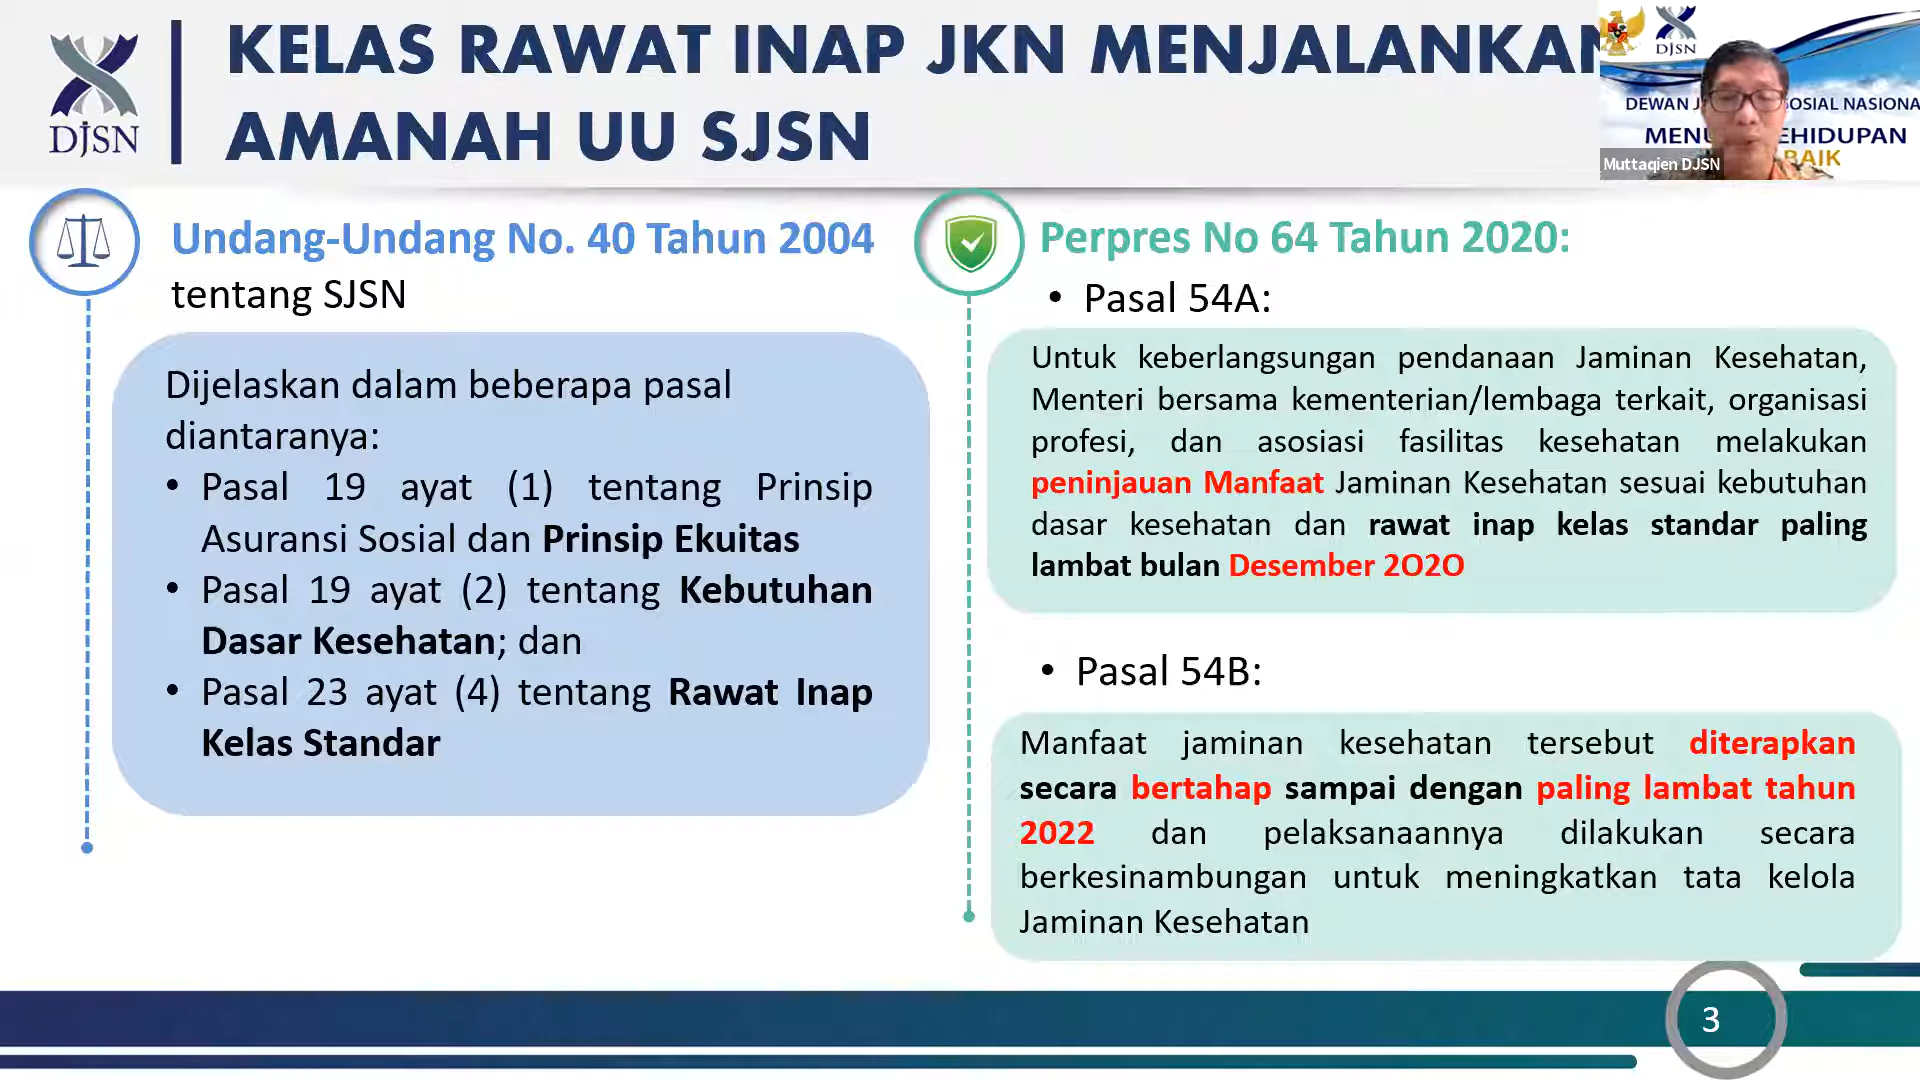 KELAS RAWAT INAP JKN MENJALANKAN
AMANAH UU SJSN
DJSN
DJSN
DEWAN J OSIAL NASIONA
MENU EHIDUPAN
BAIK
Muttaqien DJSN
Undang-Undang No. 40 Tahun 2004
tentang SJSN
Dijelaskan dalam beberapa pasal
diantaranya:
• Pasal 19 ayat (1) tentang Prinsip
Asuransi Sosial dan Prinsip Ekuitas
• Pasal 19 ayat (2) tentang Kebutuhan
Dasar Kesehatan; dan
• Pasal 23 ayat (4) tentang Rawat Inap
Kelas Standar
Perpres No 64 Tahun 2020:
• Pasal 54A:
Untuk keberlangsungan pendanaan Jaminan Kesehatan,
Menteri bersama kementerian/lembaga terkait, organisasi
profesi, dan asosiasi fasilitas kesehatan melakukan
peninjauan Manfaat Jaminan Kesehatan sesuai kebutuhan
dasar kesehatan dan rawat inap kelas standar paling
lambat bulan Desember 2O2O
• Pasal 54B:
Manfaat jaminan kesehatan tersebut diterapkan
secara bertahap sampai dengan paling lambat tahun
2022 dan pelaksanaannya dilakukan secara
berkesinambungan untuk meningkatkan tata kelola
Jaminan Kesehatan
3